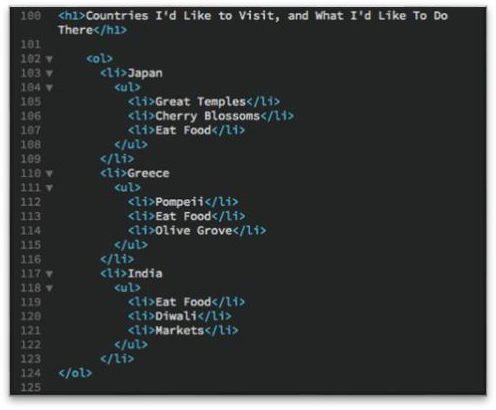 100 <h1>Countries I'd Like to Visit, and What I'd Like To Do
There</h1>
101
102 ▼ <ol>
103 ▼ <li>Japan
104 ▼ <ul>
105 <li>Great Temples</li>
106 <li>Cherry Blossoms</li>
107 <li>Eat Food</li>
108 </ul>
109 </li>
110 ▼ <li>Greece
111 ▼ <ul>
112 <li>Pompeii</li>
113 <li>Eat Food</li>
114 <li>Olive Grove</li>
115 </ul>
116 </li>
117 ▼ <li>India
118 ▼ <ul>
119 <li>Eat Food</li>
120 <li>Diwali</li>
121 <li>Markets</li>
122 </ul>
123 </li>
124 </ol>
125